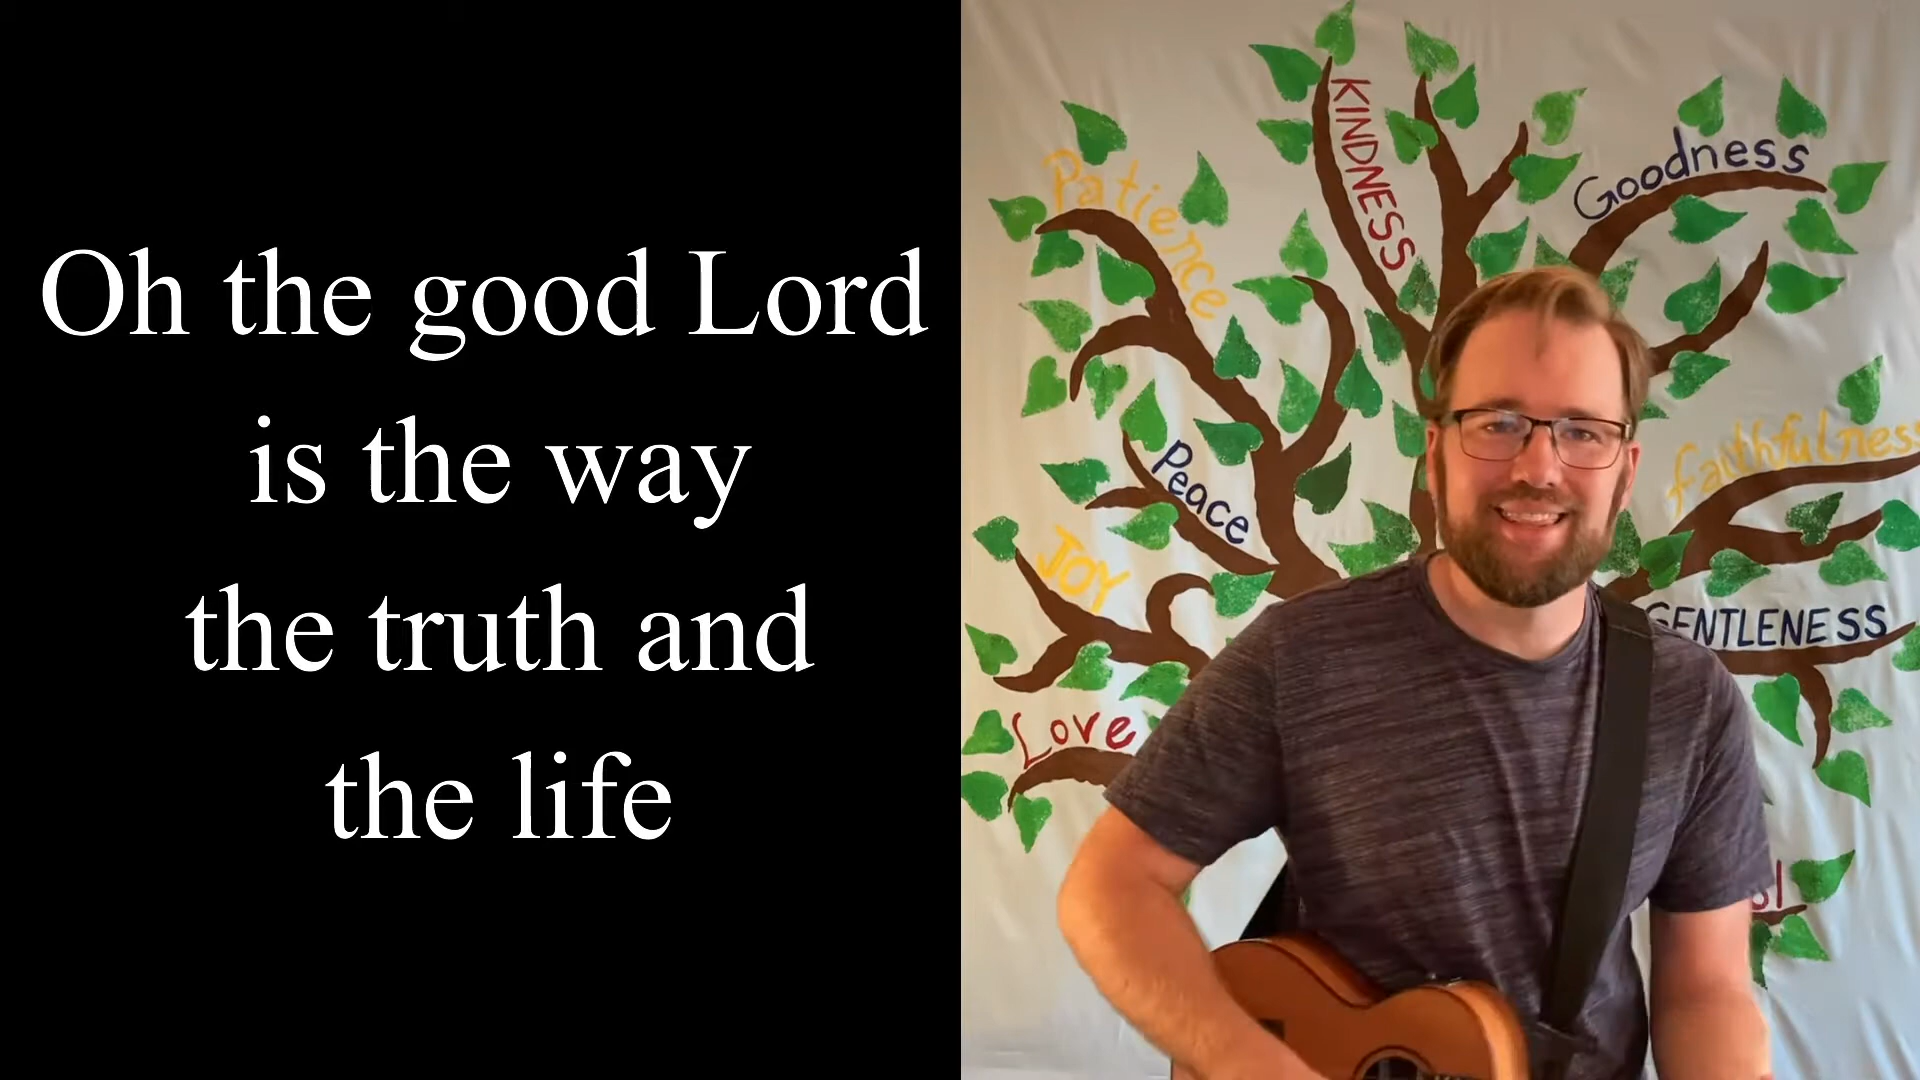 Oh the good Lord
is the way
the truth and
the life
KINDNESS
Patience
Goodness
Peace
faithfulness
JOY
GENTLENESS
Love